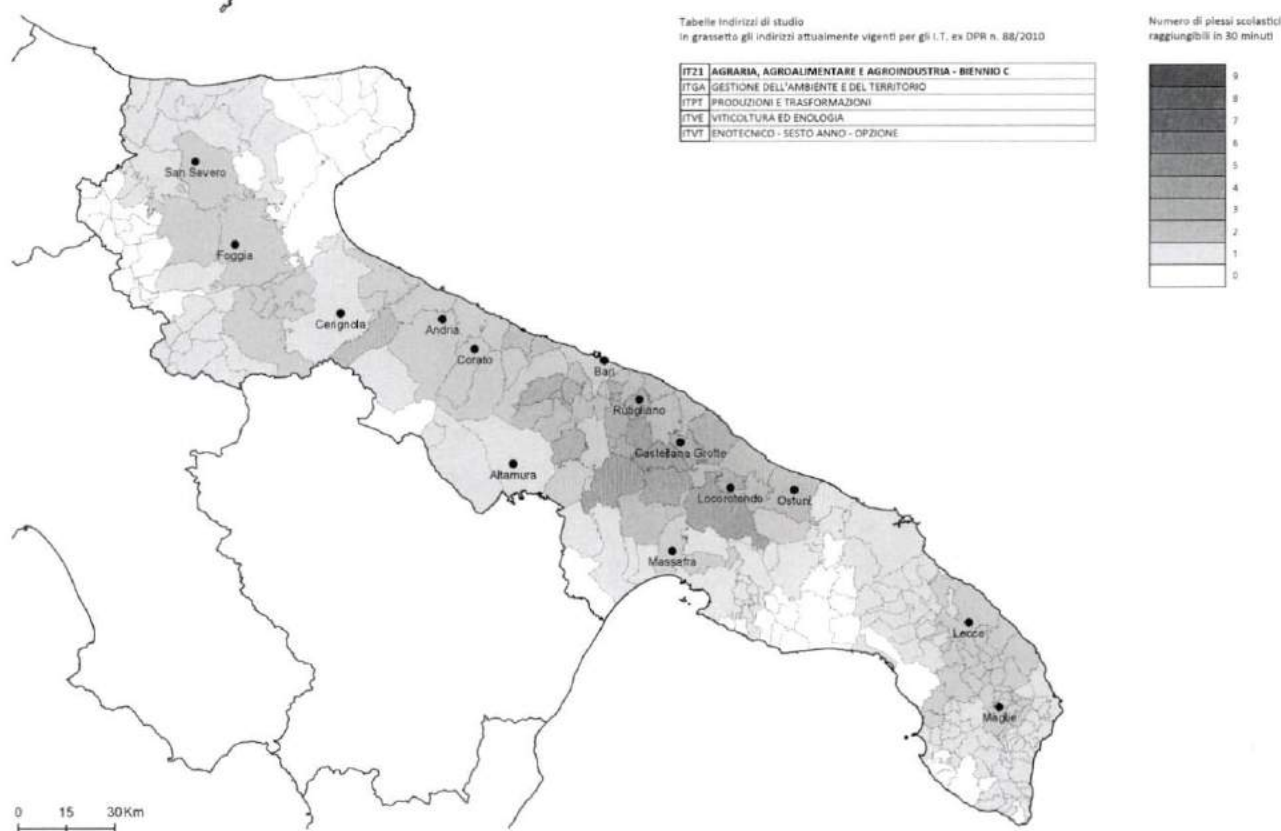 Tabelle Indirizzi di studio
In grassetto gli indirizzi attualmente vigenti per gli I.T. ex DPR n. 88/2010
IT21 AGRARIA, AGROALIMENTARE E AGROINDUSTRIA - BIENNIO C
ITGA GESTIONE DELL'AMBIENTE E DEL TERRITORIO
ITPT PRODUZIONI E TRASFORMAZIONI
ITVE VITICOLTURA ED ENOLOGIA
ITVT ENOTECNICO - SESTO ANNO - OPZIONE
Numero di plessi scolastici
raggiungibili in 30 minuti
9
8
7
6
5
4
3
2
1
0
San Severo
Foggia
Cerignola
Andria
Corato
Bari
Rutigliano
Castellana Grotte
Altamura
Locorotondo
Ostuni
Massafra
Lecce
Maglie
0 15 30 Km